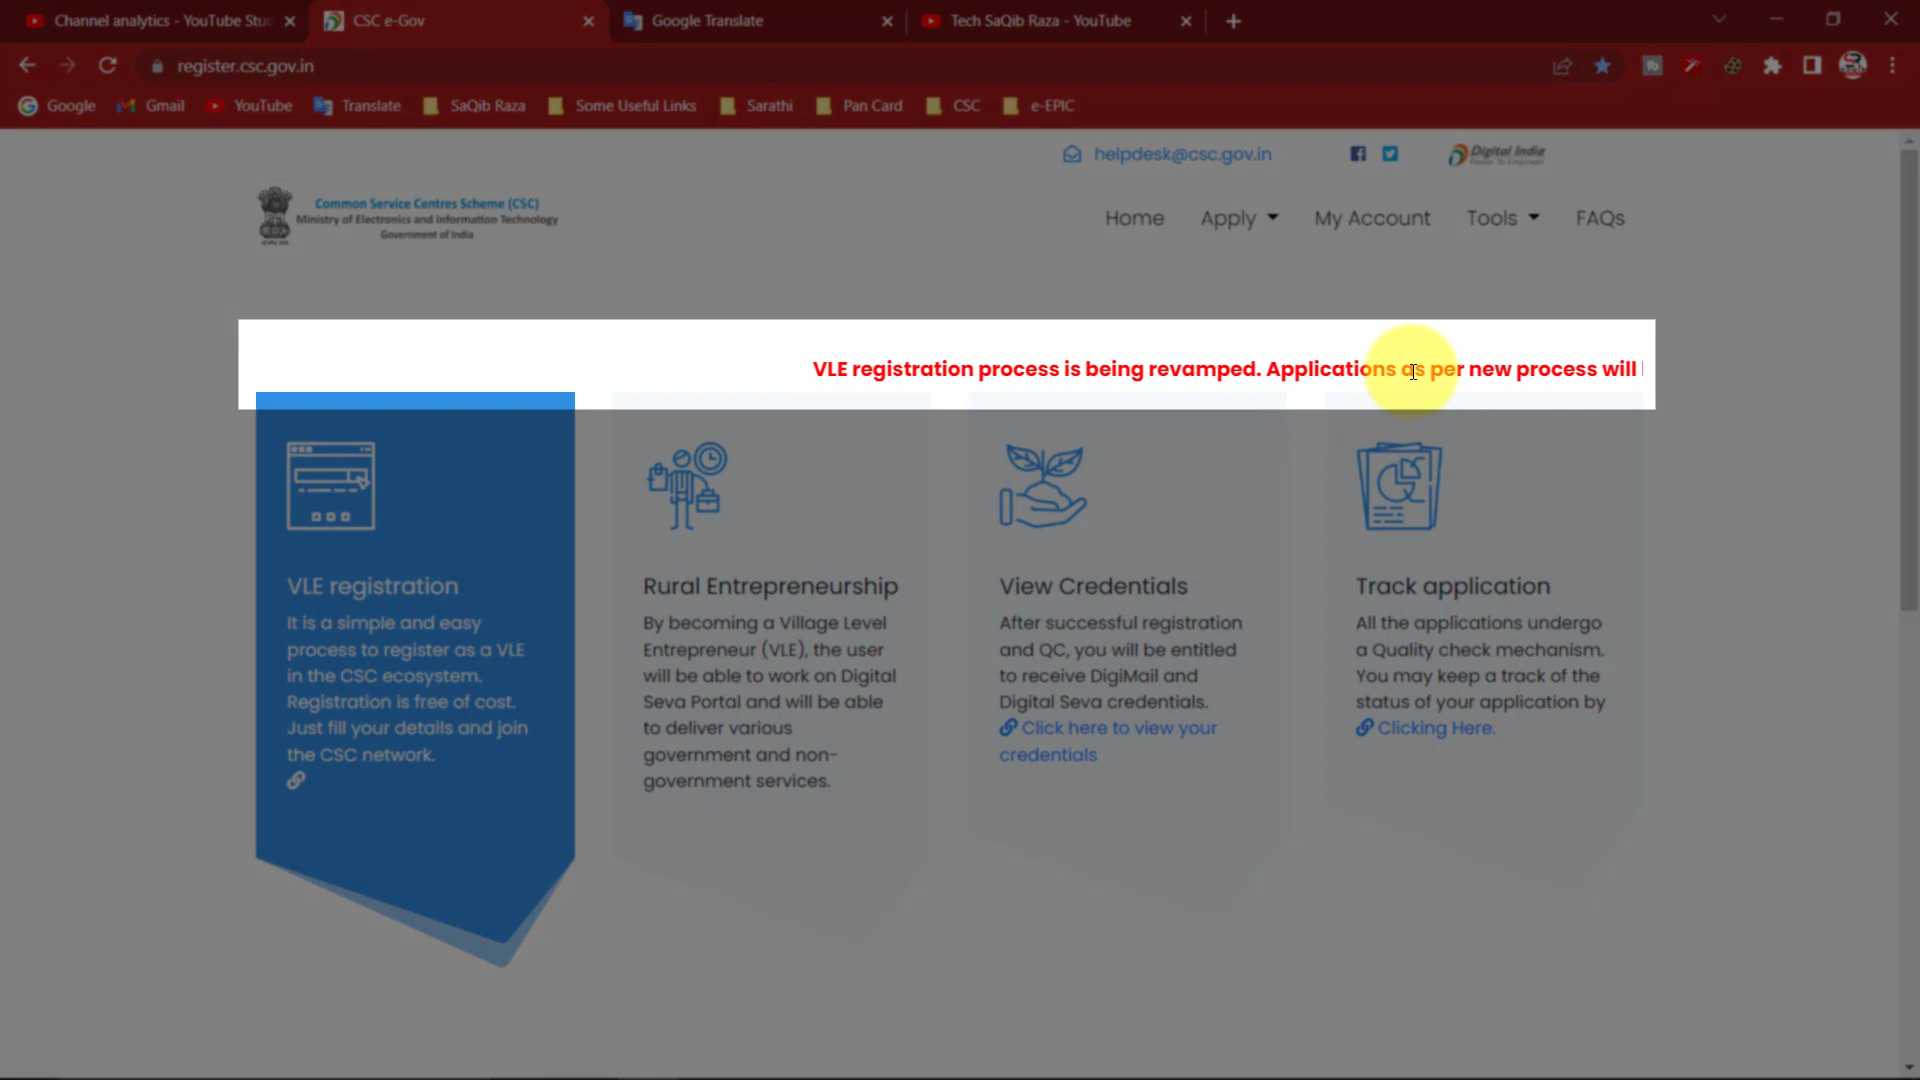 Channel analytics - YouTube Stu
CSC e-Gov
Google Translate
Tech SaQib Raza - YouTube
register.csc.gov.in
Google
Gmail
YouTube
Translate
SaQib Raza
Some Useful Links
Sarathi
Pan Card
CSC
e-EPIC
helpdesk@csc.gov.in
Digital India
Power To Empower
Common Service Centres Scheme (CSC)
Ministry of Electronics and Information Technology
Government of India
Home
Apply
My Account
Tools
FAQs
VLE registration process is being revamped. Applications as per new process will
VLE registration
It is a simple and easy
process to register as a VLE
in the CSC ecosystem.
Registration is free of cost.
Just fill your details and join
the CSC network.
Rural Entrepreneurship
By becoming a Village Level
Entrepreneur (VLE), the user
will be able to work on Digital
Seva Portal and will be able
to deliver various
government and non-
government services.
View Credentials
After successful registration
and QC, you will be entitled
to receive DigiMail and
Digital Seva credentials.
Click here to view your
credentials
Track application
All the applications undergo
a Quality check mechanism.
You may keep a track of the
status of your application by
Clicking Here.